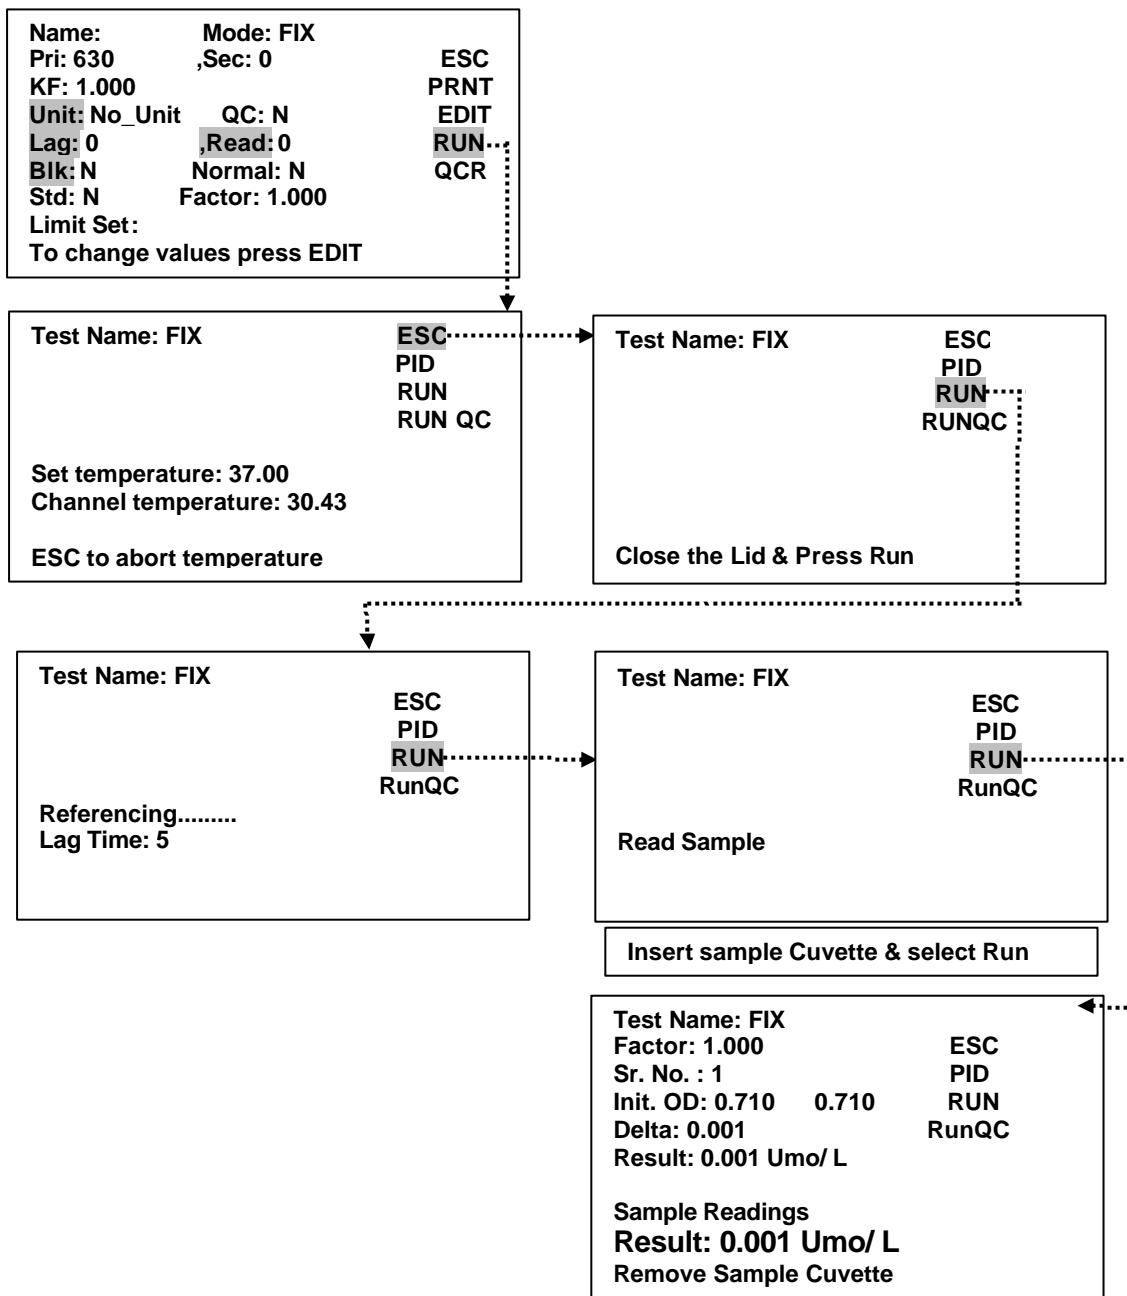 Name: Mode: FIX
Pri: 630 ,Sec: 0 ESC
KF: 1.000 PRNT
Unit: No_Unit QC: N EDIT
Lag: 0 ,Read: 0 RUN
Blk: N Normal: N QCR
Std: N Factor: 1.000
Limit Set:
To change values press EDIT
Test Name: FIX ESC
PID
RUN
RUN QC
Set temperature: 37.00
Channel temperature: 30.43
ESC to abort temperature
Test Name: FIX ESC
PID
RUN
RUNQC
Close the Lid & Press Run
Test Name: FIX
ESC
PID
RUN
RunQC
Referencing.........
Lag Time: 5
Test Name: FIX
ESC
PID
RUN
RunQC
Read Sample
Insert sample Cuvette & select Run
Test Name: FIX
Factor: 1.000 ESC
Sr. No. : 1 PID
Init. OD: 0.710 0.710 RUN
Delta: 0.001 RunQC
Result: 0.001 Umo/ L
Sample Readings
Result: 0.001 Umo/ L
Remove Sample Cuvette